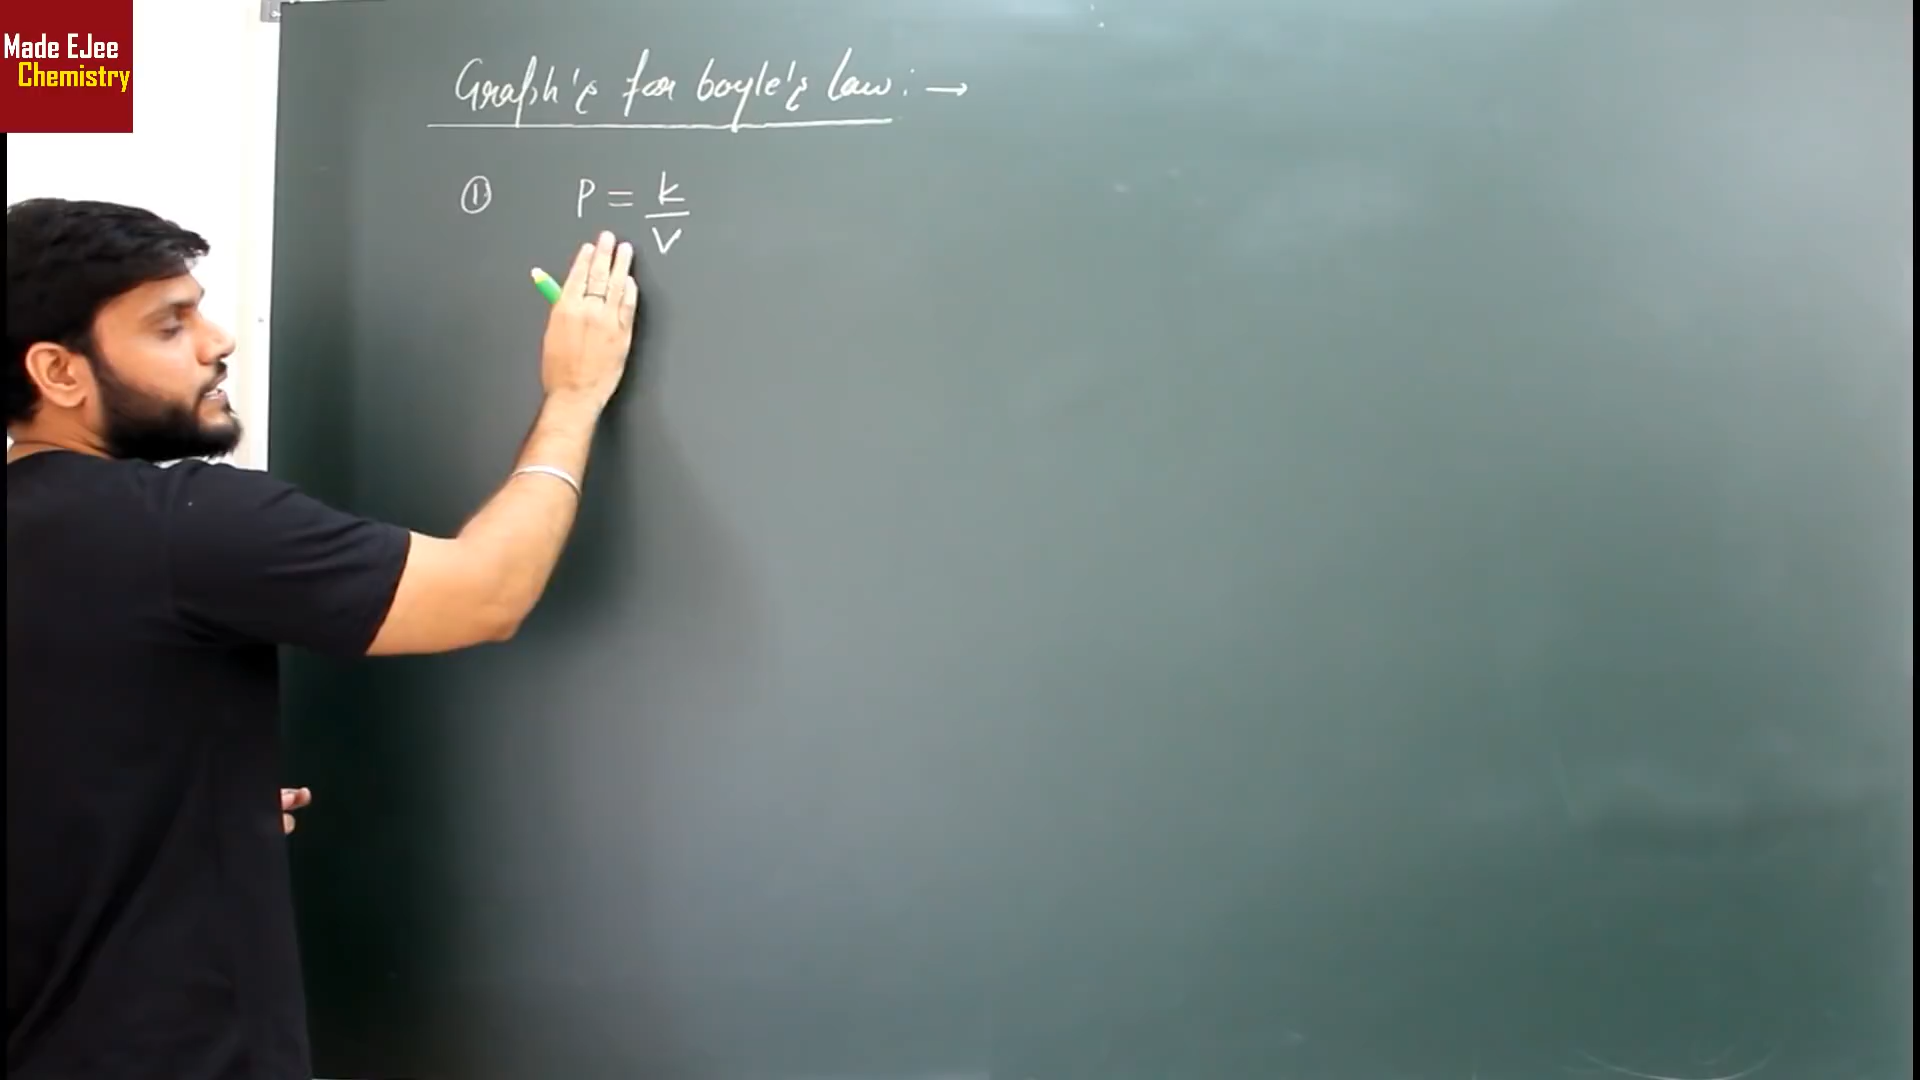 Made EJee
Chemistry
Graph's for boyle's law: →
① P = k/V